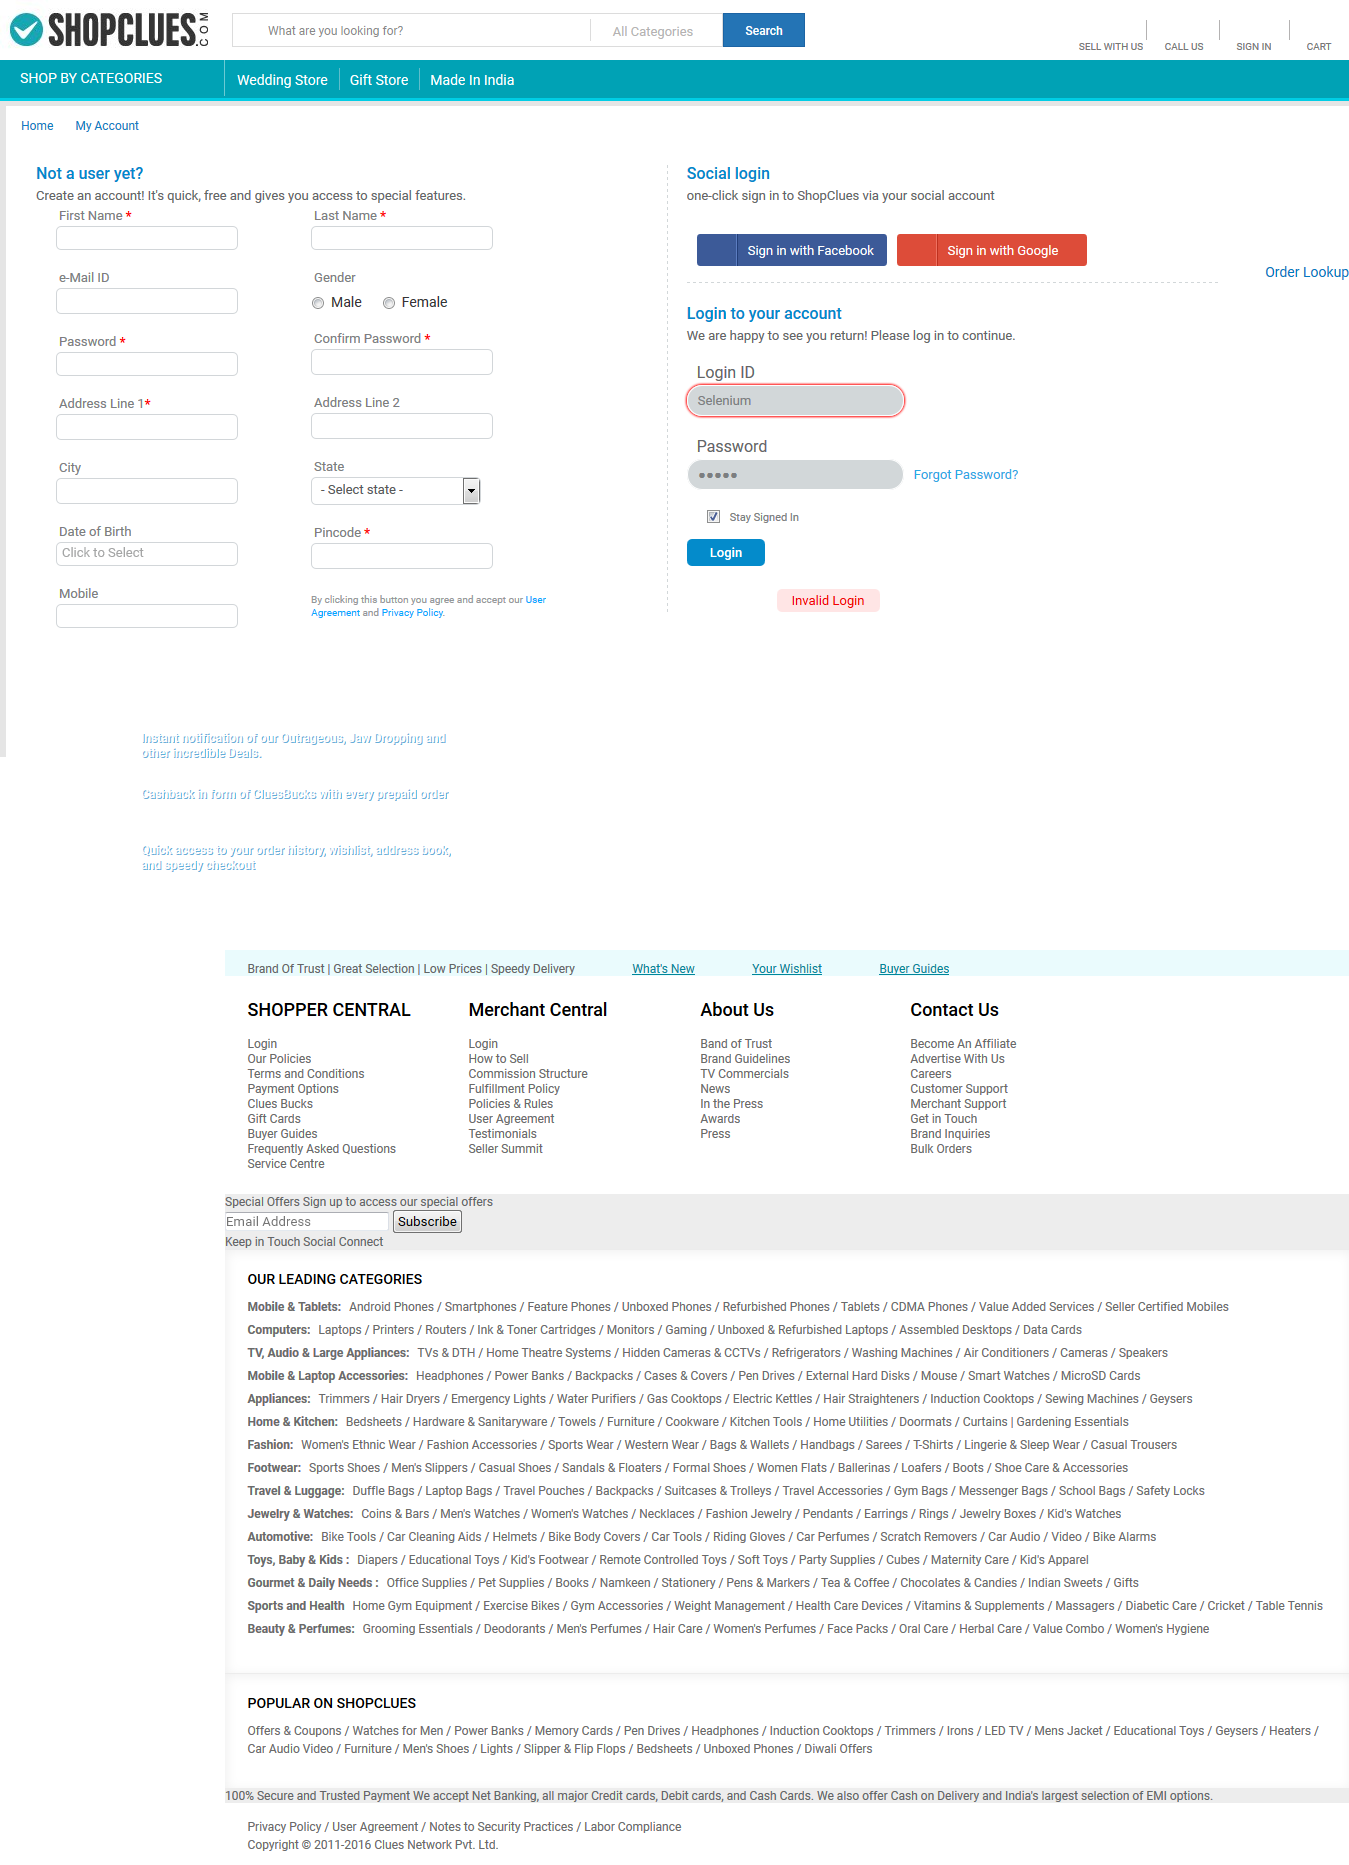 SHOPCLUES.COM
What are you looking for?
All Categories
Search
SELL WITH US
CALL US
SIGN IN
CART
SHOP BY CATEGORIES
Wedding Store
Gift Store
Made In India
Home
My Account
Not a user yet?
Create an account! It's quick, free and gives you access to special features.
First Name *
Last Name *
e-Mail ID
Gender
Male
Female
Password *
Confirm Password *
Address Line 1*
Address Line 2
City
State
- Select state -
Date of Birth
Click to Select
Pincode *
Mobile
By clicking this button you agree and accept our User
Agreement and Privacy Policy.
Social login
one-click sign in to ShopClues via your social account
Sign in with Facebook
Sign in with Google
Order Lookup
Login to your account
We are happy to see you return! Please log in to continue.
Login ID
Selenium
Password
•••••
Forgot Password?
Stay Signed In
Login
Invalid Login
Instant notification of our Outrageous, Jaw Dropping and
other incredible Deals.
Cashback in form of CluesBucks with every prepaid order
Quick access to your order history, wishlist, address book,
and speedy checkout
Brand Of Trust | Great Selection | Low Prices | Speedy Delivery
What's New
Your Wishlist
Buyer Guides
SHOPPER CENTRAL
Login
Our Policies
Terms and Conditions
Payment Options
Clues Bucks
Gift Cards
Buyer Guides
Frequently Asked Questions
Service Centre
Merchant Central
Login
How to Sell
Commission Structure
Fulfillment Policy
Policies & Rules
User Agreement
Testimonials
Seller Summit
About Us
Band of Trust
Brand Guidelines
TV Commercials
News
In the Press
Awards
Press
Contact Us
Become An Affiliate
Advertise With Us
Careers
Customer Support
Merchant Support
Get in Touch
Brand Inquiries
Bulk Orders
Special Offers Sign up to access our special offers
Email Address
Subscribe
Keep in Touch Social Connect
OUR LEADING CATEGORIES
Mobile & Tablets: Android Phones / Smartphones / Feature Phones / Unboxed Phones / Refurbished Phones / Tablets / CDMA Phones / Value Added Services / Seller Certified Mobiles
Computers: Laptops / Printers / Routers / Ink & Toner Cartridges / Monitors / Gaming / Unboxed & Refurbished Laptops / Assembled Desktops / Data Cards
TV, Audio & Large Appliances: TVs & DTH / Home Theatre Systems / Hidden Cameras & CCTVs / Refrigerators / Washing Machines / Air Conditioners / Cameras / Speakers
Mobile & Laptop Accessories: Headphones / Power Banks / Backpacks / Cases & Covers / Pen Drives / External Hard Disks / Mouse / Smart Watches / MicroSD Cards
Appliances: Trimmers / Hair Dryers / Emergency Lights / Water Purifiers / Gas Cooktops / Electric Kettles / Hair Straighteners / Induction Cooktops / Sewing Machines / Geysers
Home & Kitchen: Bedsheets / Hardware & Sanitaryware / Towels / Furniture / Cookware / Kitchen Tools / Home Utilities / Doormats / Curtains | Gardening Essentials
Fashion: Women's Ethnic Wear / Fashion Accessories / Sports Wear / Western Wear / Bags & Wallets / Handbags / Sarees / T-Shirts / Lingerie & Sleep Wear / Casual Trousers
Footwear: Sports Shoes / Men's Slippers / Casual Shoes / Sandals & Floaters / Formal Shoes / Women Flats / Ballerinas / Loafers / Boots / Shoe Care & Accessories
Travel & Luggage: Duffle Bags / Laptop Bags / Travel Pouches / Backpacks / Suitcases & Trolleys / Travel Accessories / Gym Bags / Messenger Bags / School Bags / Safety Locks
Jewelry & Watches: Coins & Bars / Men's Watches / Women's Watches / Necklaces / Fashion Jewelry / Pendants / Earrings / Rings / Jewelry Boxes / Kid's Watches
Automotive: Bike Tools / Car Cleaning Aids / Helmets / Bike Body Covers / Car Tools / Riding Gloves / Car Perfumes / Scratch Removers / Car Audio / Video / Bike Alarms
Toys, Baby & Kids : Diapers / Educational Toys / Kid's Footwear / Remote Controlled Toys / Soft Toys / Party Supplies / Cubes / Maternity Care / Kid's Apparel
Gourmet & Daily Needs : Office Supplies / Pet Supplies / Books / Namkeen / Stationery / Pens & Markers / Tea & Coffee / Chocolates & Candies / Indian Sweets / Gifts
Sports and Health Home Gym Equipment / Exercise Bikes / Gym Accessories / Weight Management / Health Care Devices / Vitamins & Supplements / Massagers / Diabetic Care / Cricket / Table Tennis
Beauty & Perfumes: Grooming Essentials / Deodorants / Men's Perfumes / Hair Care / Women's Perfumes / Face Packs / Oral Care / Herbal Care / Value Combo / Women's Hygiene
POPULAR ON SHOPCLUES
Offers & Coupons / Watches for Men / Power Banks / Memory Cards / Pen Drives / Headphones / Induction Cooktops / Trimmers / Irons / LED TV / Mens Jacket / Educational Toys / Geysers / Heaters /
Car Audio Video / Furniture / Men's Shoes / Lights / Slipper & Flip Flops / Bedsheets / Unboxed Phones / Diwali Offers
100% Secure and Trusted Payment We accept Net Banking, all major Credit cards, Debit cards, and Cash Cards. We also offer Cash on Delivery and India's largest selection of EMI options.
Privacy Policy / User Agreement / Notes to Security Practices / Labor Compliance
Copyright © 2011-2016 Clues Network Pvt. Ltd.